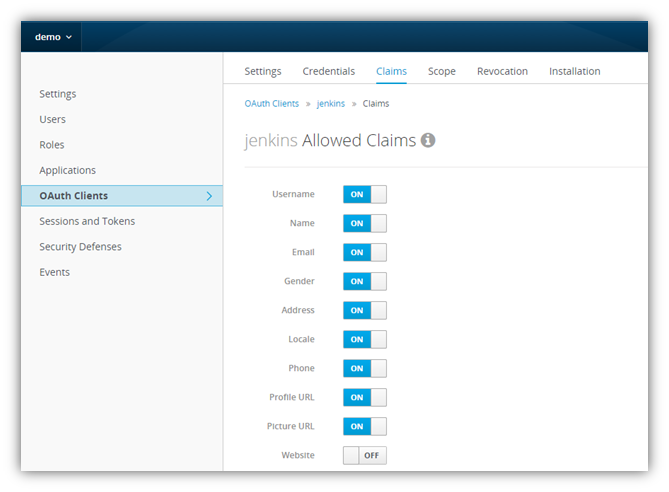 demo
Settings
Users
Roles
Applications
OAuth Clients
Sessions and Tokens
Security Defenses
Events
Settings Credentials Claims Scope Revocation Installation
OAuth Clients » jenkins » Claims
jenkins Allowed Claims
Username ON
Name ON
Email ON
Gender ON
Address ON
Locale ON
Phone ON
Profile URL ON
Picture URL ON
Website OFF